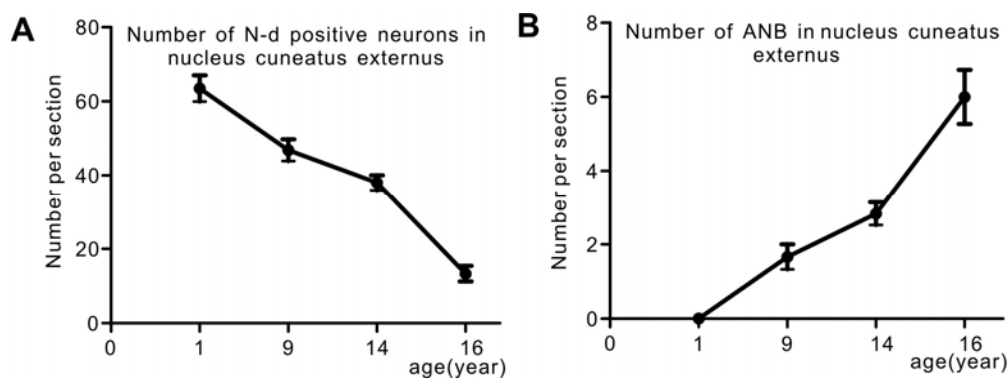 A
Number of N-d positive neurons in
nucleus cuneatus externus
Number per section
80
60
40
20
0
0 1 9 14 16
age(year)
B
Number of ANB in nucleus cuneatus
externus
Number per section
8
6
4
2
0
0 1 9 14 16
age(year)